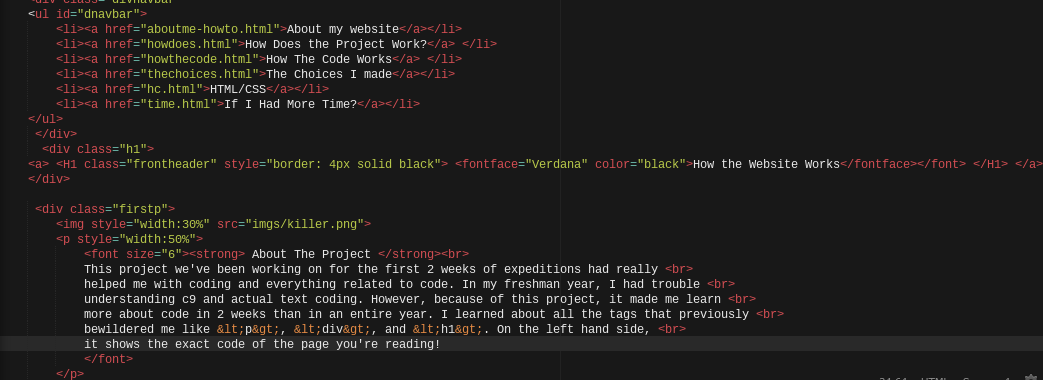 <div class="divnavbar"
<ul id="dnavbar">
<li><a href="aboutme-howto.html">About my website</a></li>
<li><a href="howdoes.html">How Does the Project Work?</a> </li>
<li><a href="howthecode.html">How The Code Works</a> </li>
<li><a href="thechoices.html">The Choices I made</a></li>
<li><a href="hc.html">HTML/CSS</a></li>
<li><a href="time.html">If I Had More Time?</a></li>
</ul>
</div>
<div class="h1">
<a> <H1 class="frontheader" style="border: 4px solid black"> <fontface="Verdana" color="black">How the Website Works</fontface></font> </H1> </a>
</div>
<div class="firstp">
<img style="width:30%" src="imgs/killer.png">
<p style="width:50%">
<font size="6"><strong> About The Project </strong><br>
This project we've been working on for the first 2 weeks of expeditions had really <br>
helped me with coding and everything related to code. In my freshman year, I had trouble <br>
understanding c9 and actual text coding. However, because of this project, it made me learn <br>
more about code in 2 weeks than in an entire year. I learned about all the tags that previously <br>
bewildered me like &lt;p&gt;, &lt;div&gt;, and &lt;h1&gt;. On the left hand side, <br>
it shows the exact code of the page you're reading!
</font>
</p>